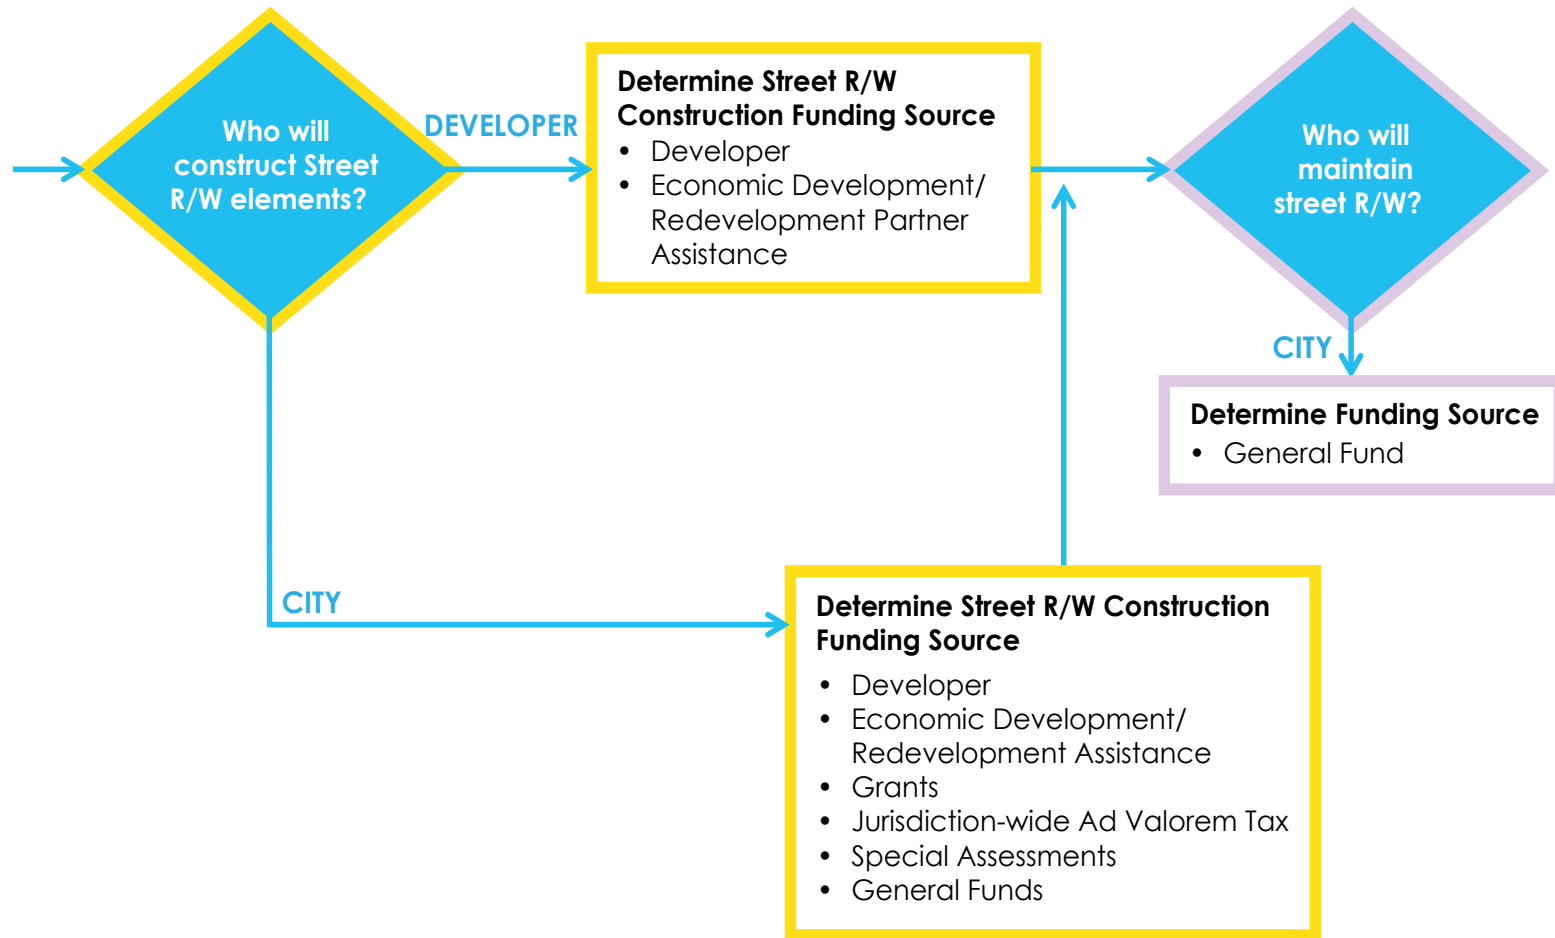 Who will
construct Street
R/W elements?
DEVELOPER
Determine Street R/W
Construction Funding Source
• Developer
• Economic Development/
Redevelopment Partner
Assistance
Who will
maintain
street R/W?
CITY
Determine Funding Source
• General Fund
CITY
Determine Street R/W Construction
Funding Source
• Developer
• Economic Development/
Redevelopment Assistance
• Grants
• Jurisdiction-wide Ad Valorem Tax
• Special Assessments
• General Funds